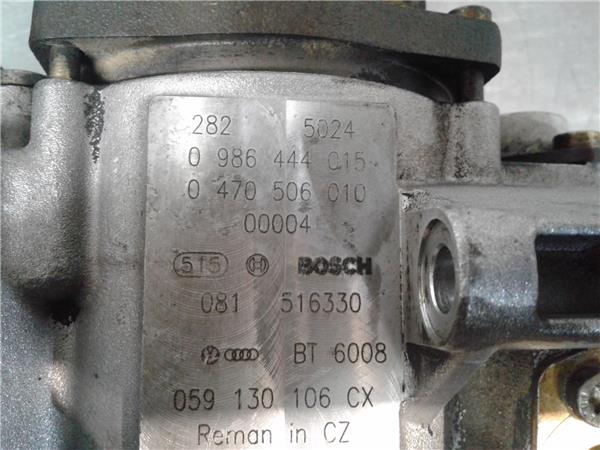 282 5024
0 986 444 015
0 470 506 010
00004
515 BOSCH
081 516330
BT 6008
059 130 106 CX
Reman in CZ